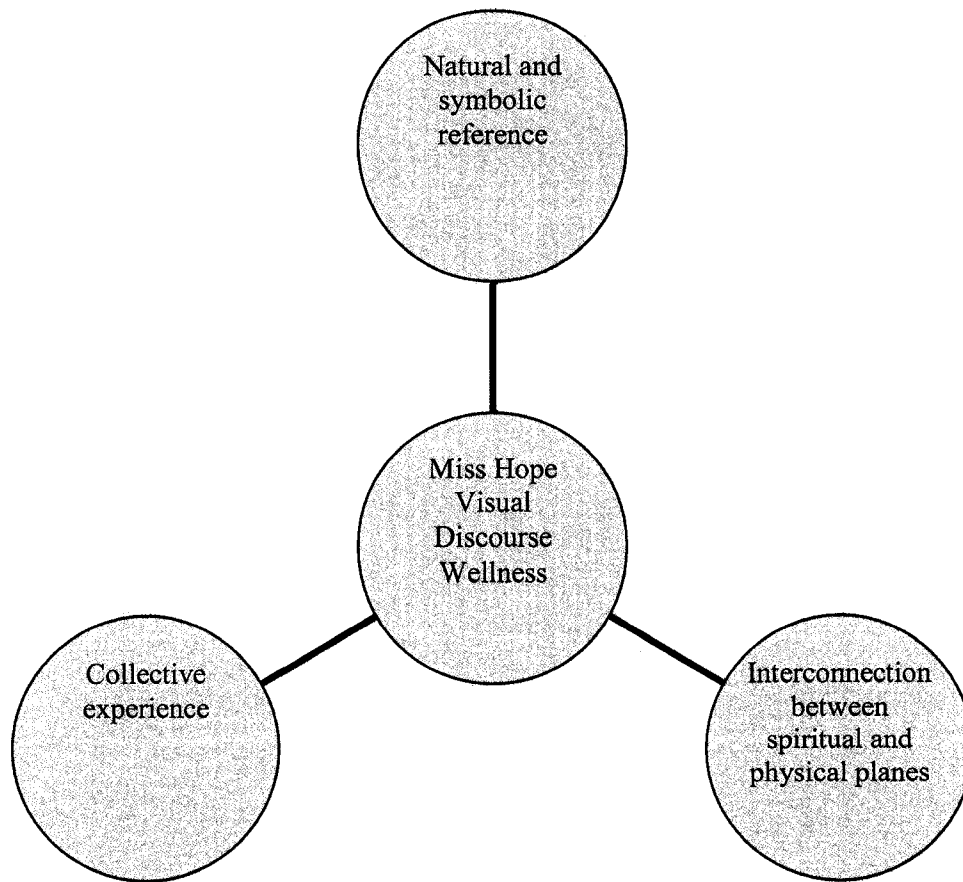 Natural and
symbolic
reference
Miss Hope
Visual
Discourse
Wellness
Collective
experience
Interconnection
between
spiritual and
physical planes